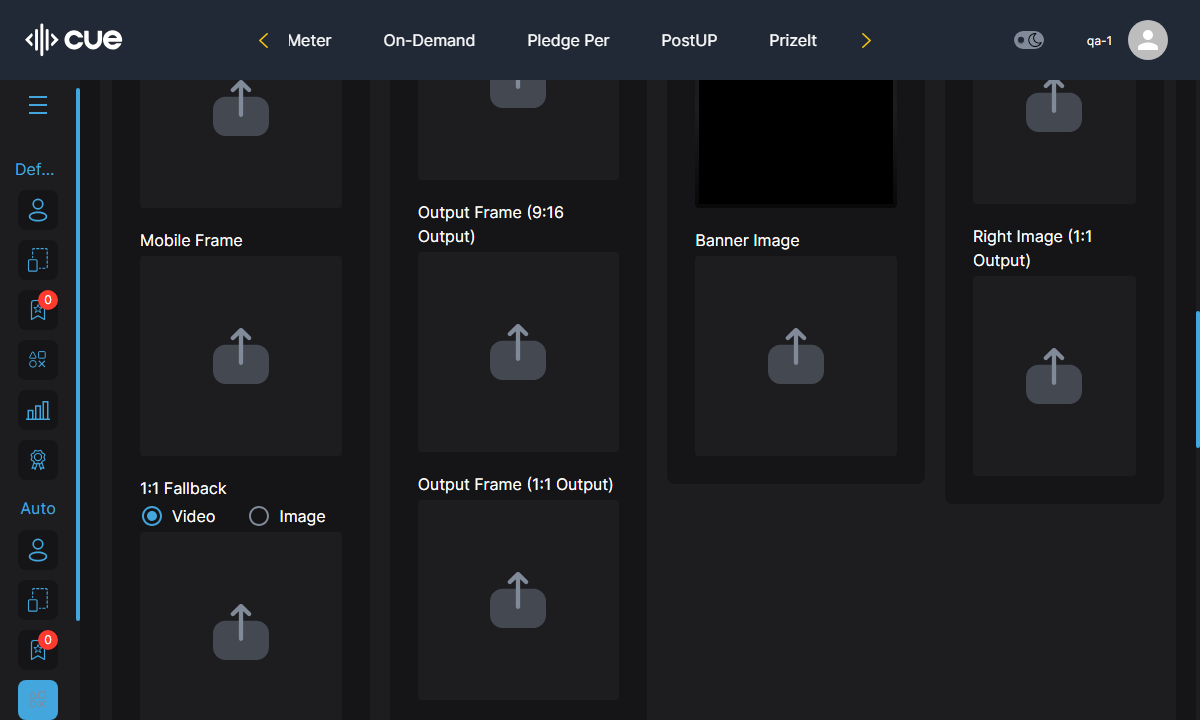 cue
Meter
On-Demand
Pledge Per
PostUP
PrizeIt
qa-1
Def...
0
Auto
0
Mobile Frame
1:1 Fallback
Video
Image
Output Frame (9:16
Output)
Output Frame (1:1 Output)
Banner Image
Right Image (1:1
Output)